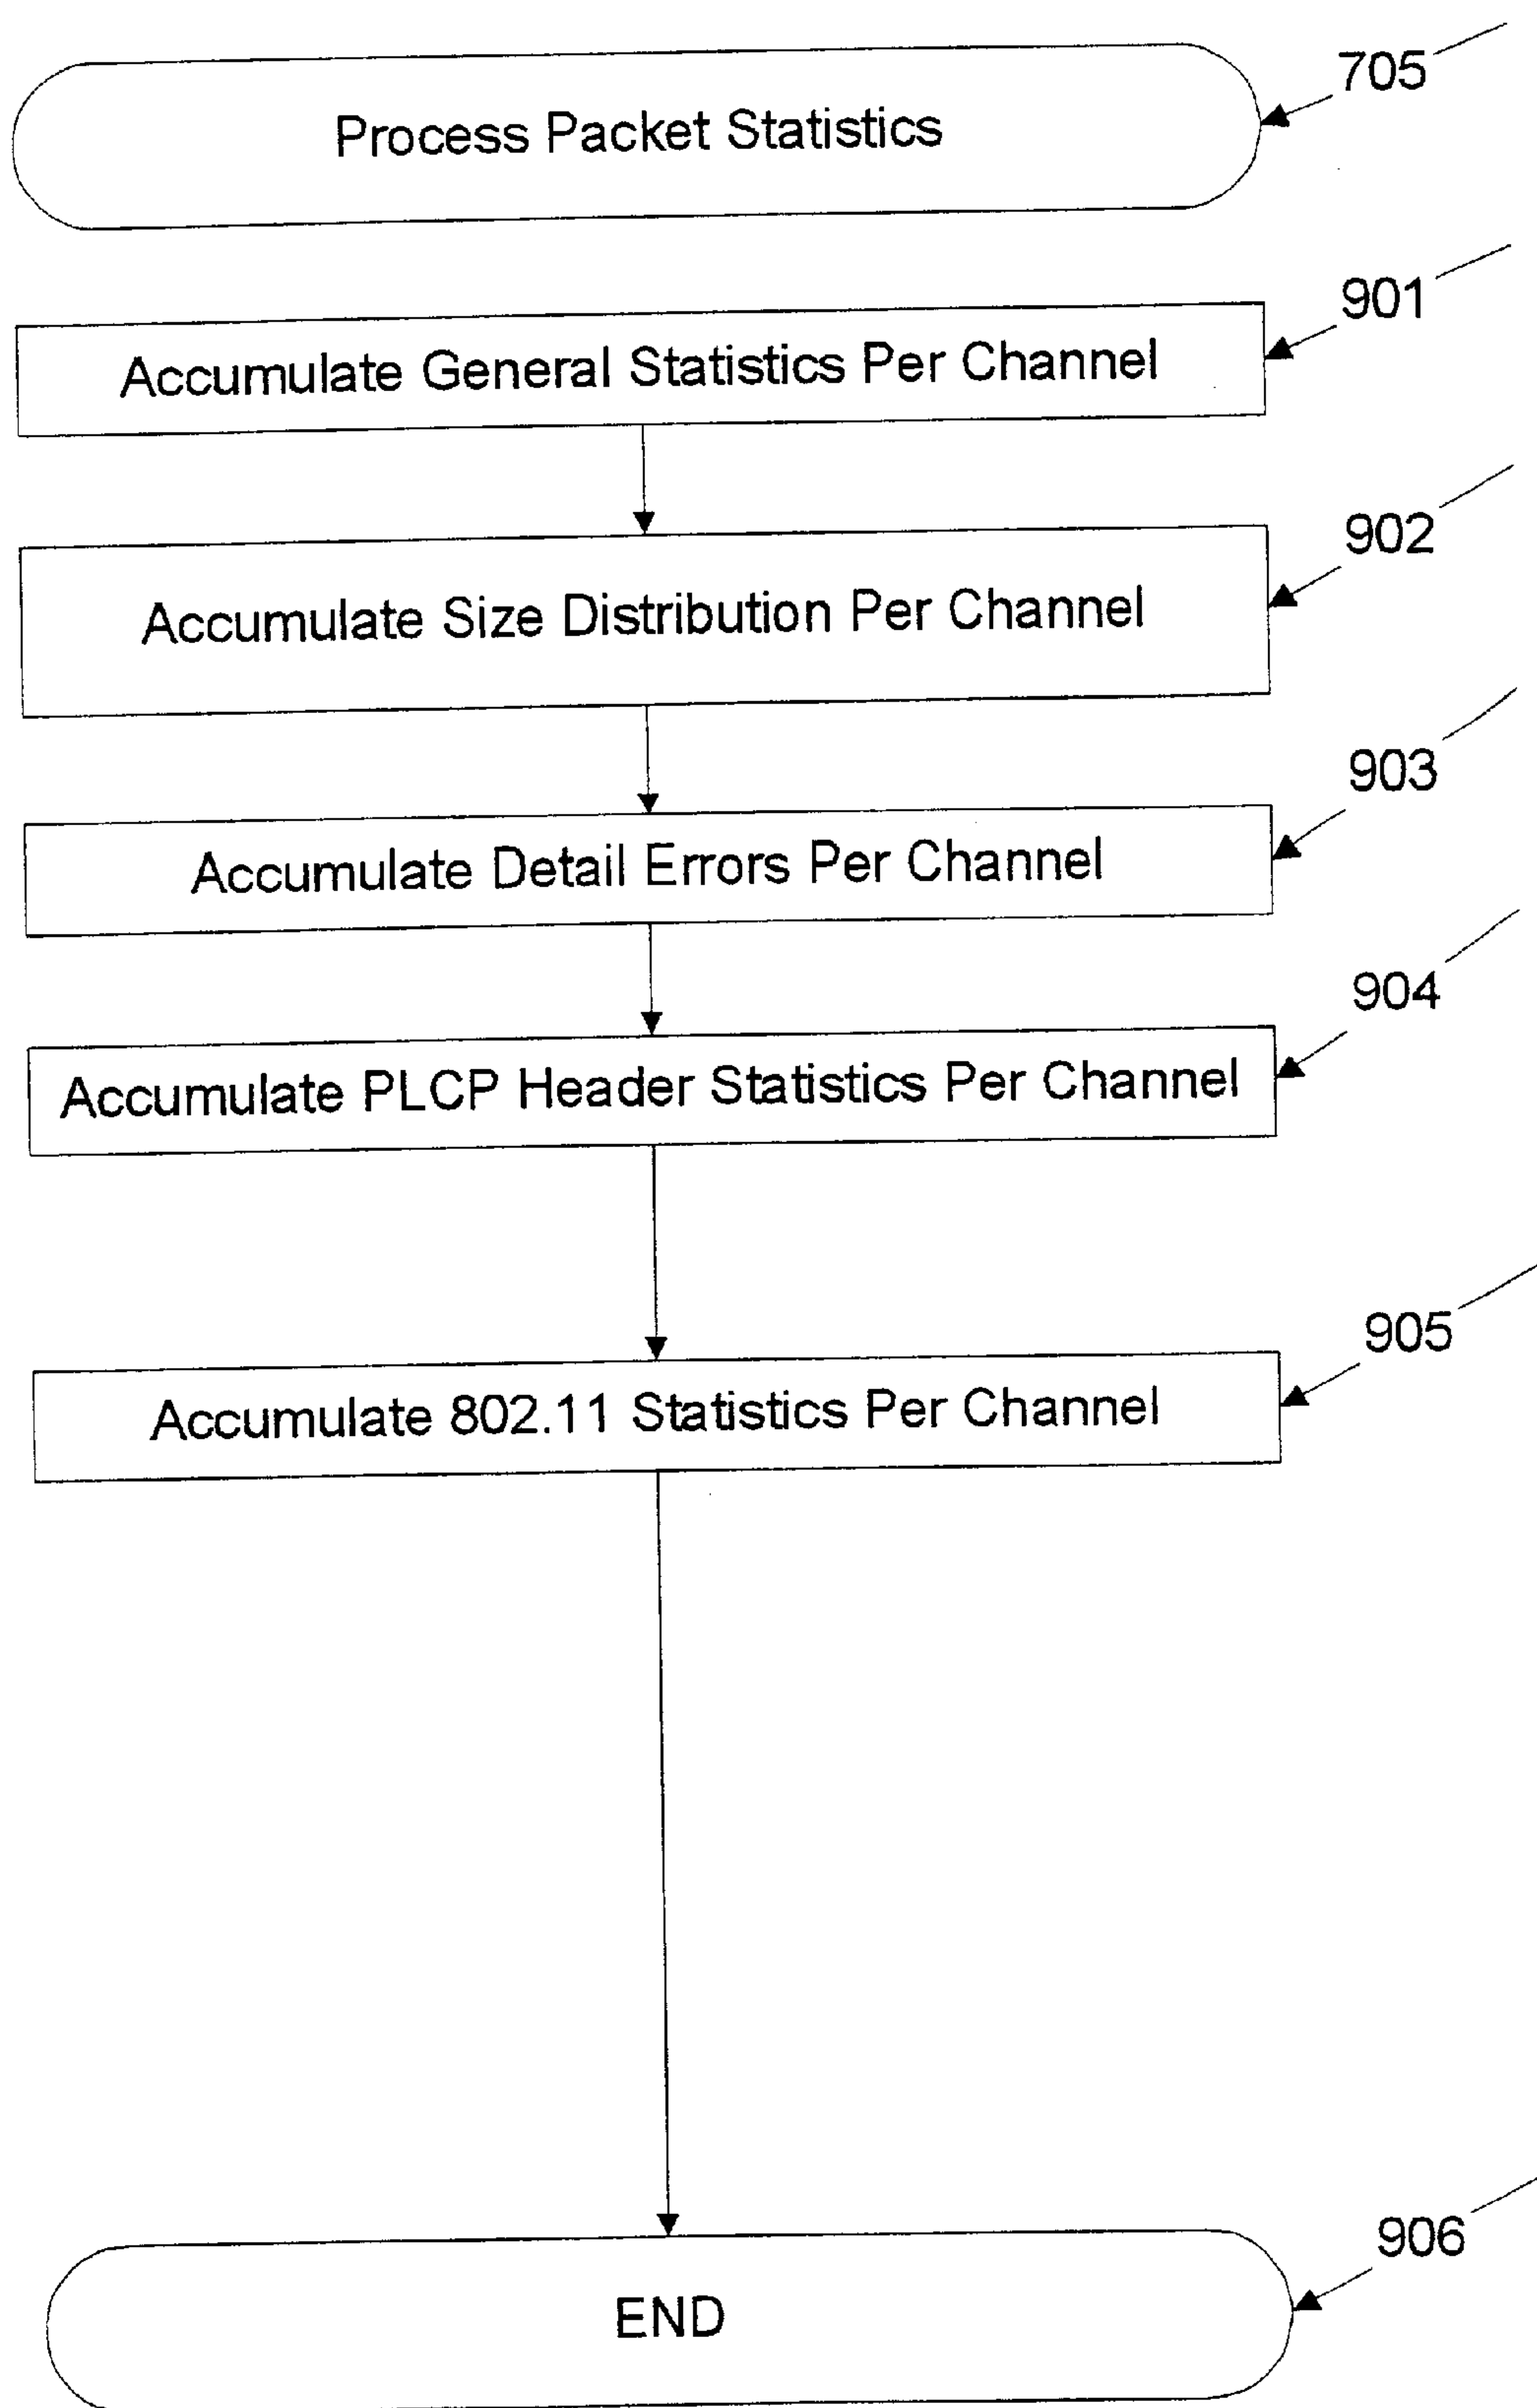 705
Process Packet Statistics
901
Accumulate General Statistics Per Channel
902
Accumulate Size Distribution Per Channel
903
Accumulate Detail Errors Per Channel
904
Accumulate PLCP Header Statistics Per Channel
905
Accumulate 802.11 Statistics Per Channel
906
END